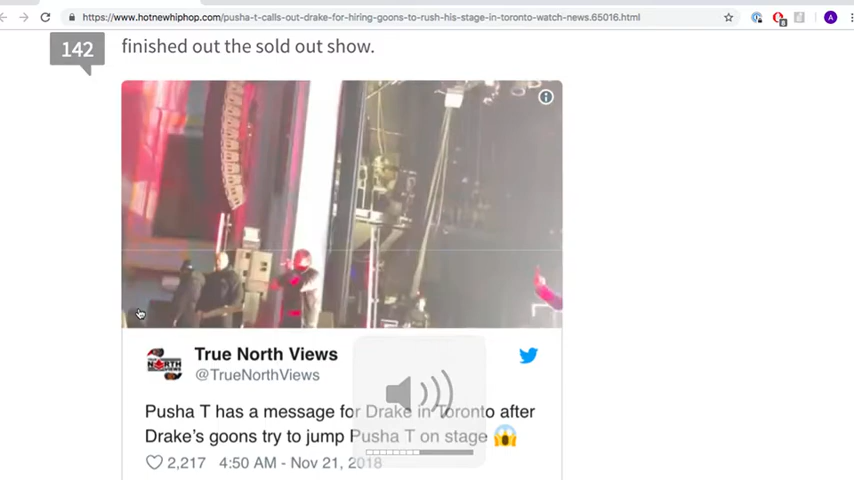 https://www.hotnewhiphop.com/pusha-t-calls-out-drake-for-hiring-goons-to-rush-his-stage-in-toronto-watch-news.65016.html
A
142
finished out the sold out show.
True North Views
@TrueNorthViews
Pusha T has a message for Drake in Toronto after
Drake's goons try to jump Pusha T on stage 😱
2,217 4:50 AM - Nov 21, 2018